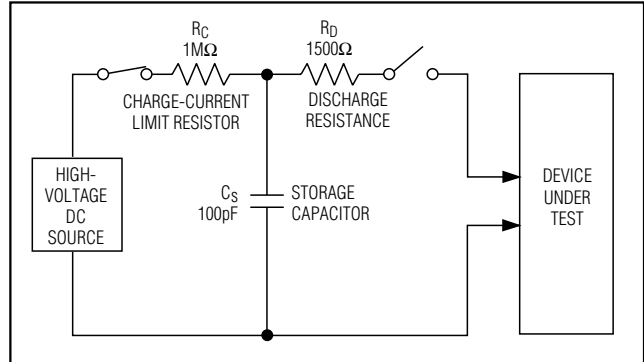 R_C
1MΩ
CHARGE-CURRENT
LIMIT RESISTOR
R_D
1500Ω
DISCHARGE
RESISTANCE
HIGH-
VOLTAGE
DC
SOURCE
C_S
100pF
STORAGE
CAPACITOR
DEVICE
UNDER
TEST